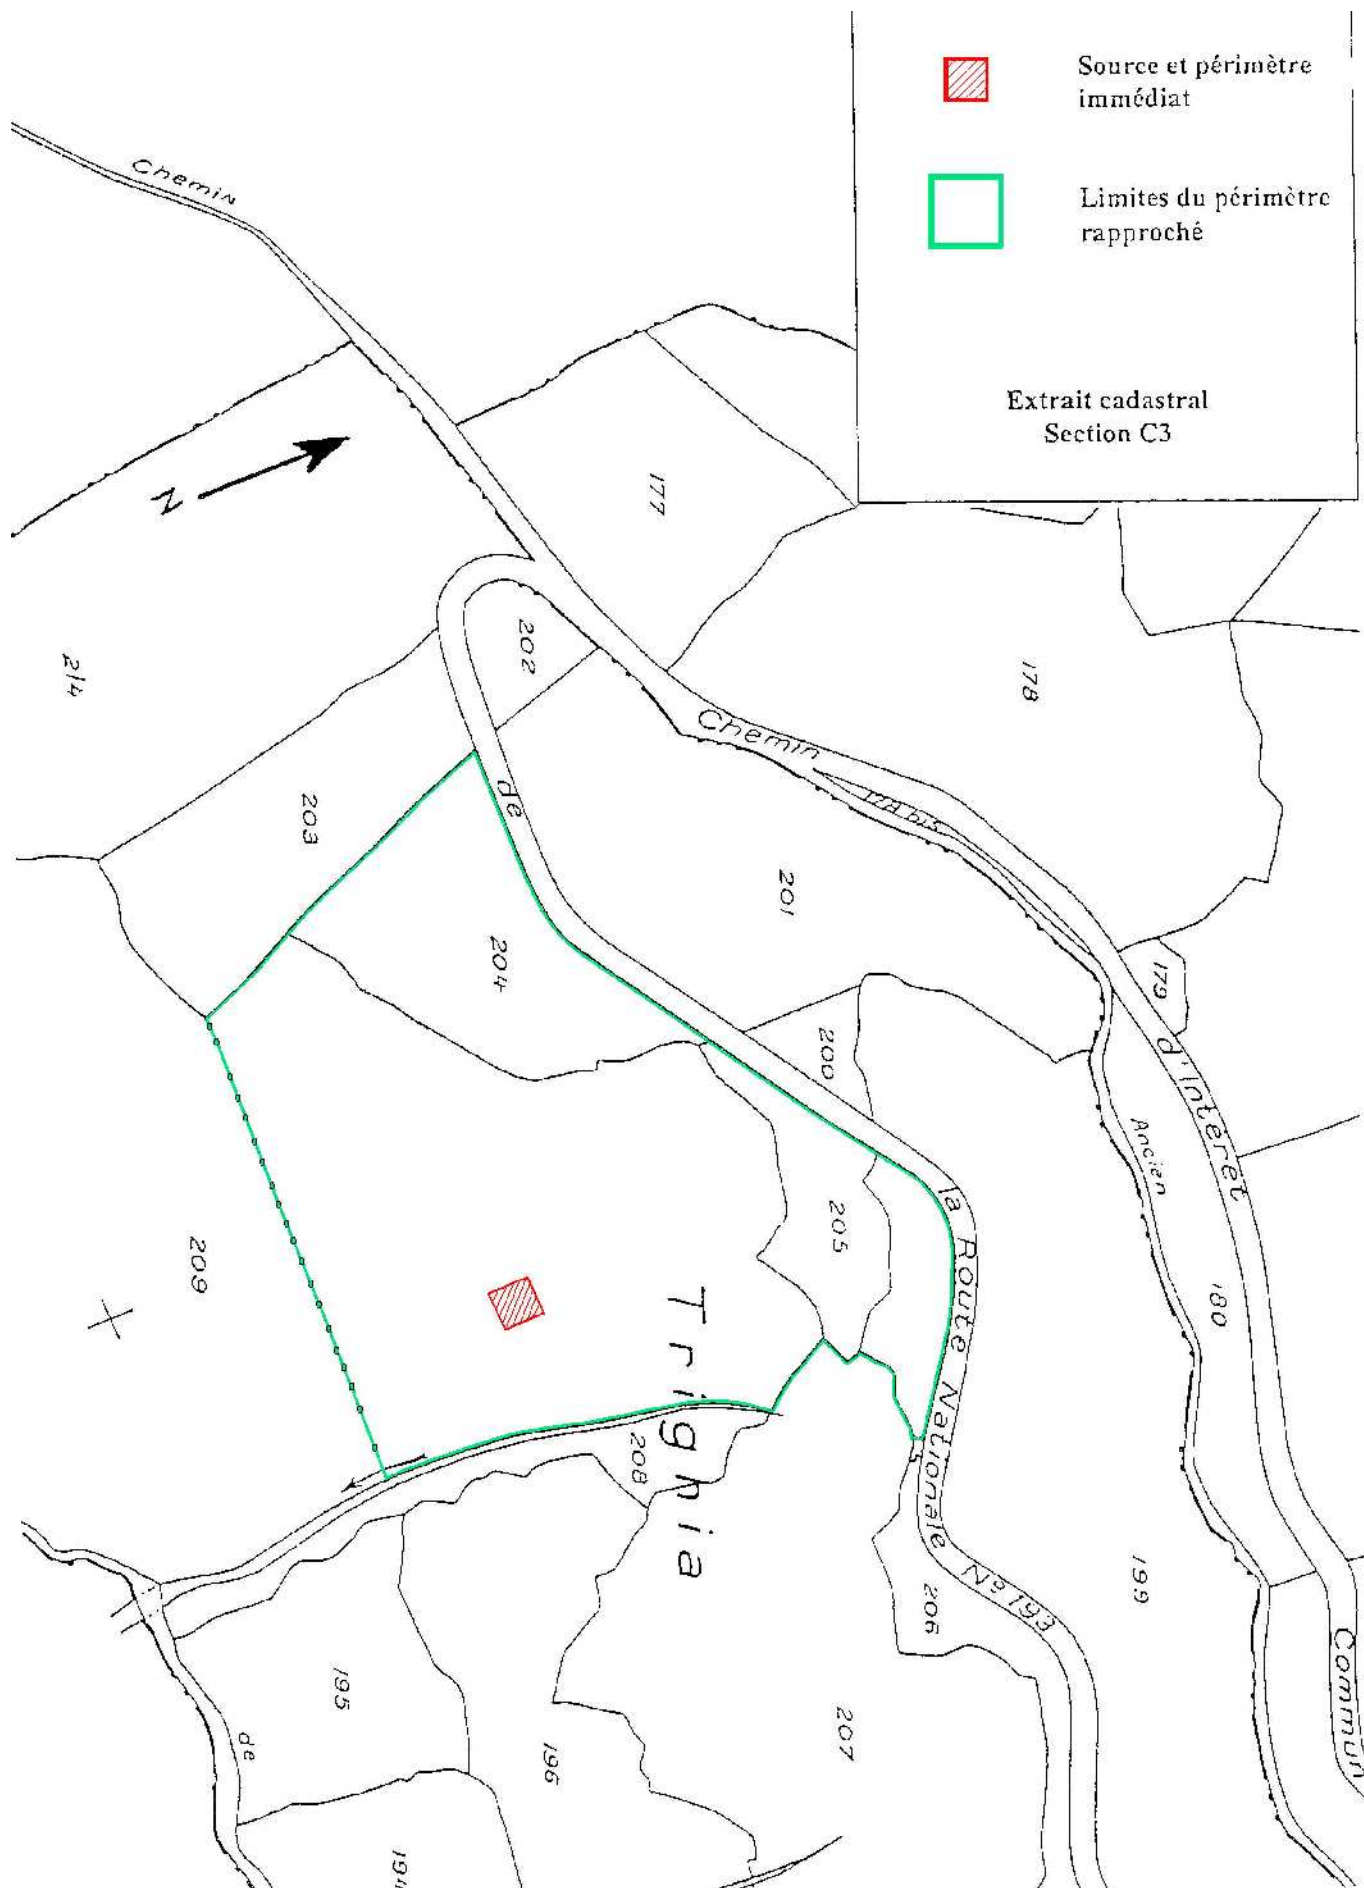 Source et périmètre
immédiat
Limites du périmètre
rapproché
Extrait cadastral
Section C3
Chemin
N
177
202
178
214
Chemin
de
203
201
204
179
200
d'Intérêt
Ancien
la Route Nationale Nº 193
205
180
209
Trighia
208
199
206
Commun
195
207
de
196